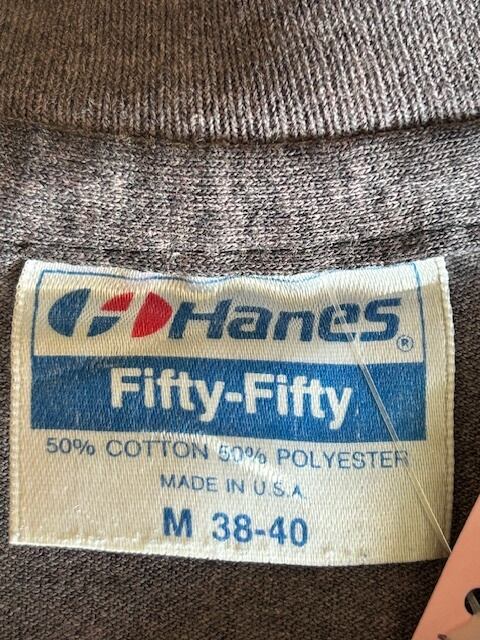 Hanes®
Fifty-Fifty
50% COTTON 50% POLYESTER
MADE IN U.S.A.
M 38-40